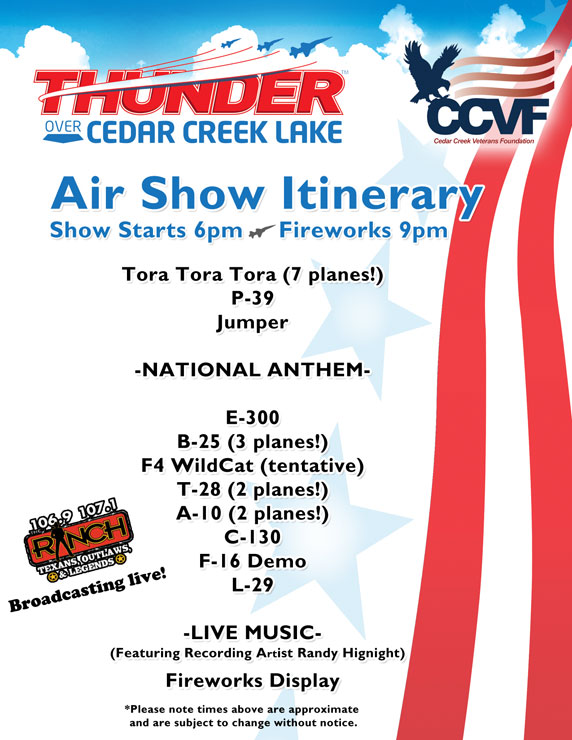 THUNDER™
OVER CEDAR CREEK LAKE
CCVF
Cedar Creek Veterans Foundation
Air Show Itinerary
Show Starts 6pm Fireworks 9pm
Tora Tora Tora (7 planes!)
P-39
Jumper
-NATIONAL ANTHEM-
E-300
B-25 (3 planes!)
F4 WildCat (tentative)
T-28 (2 planes!)
A-10 (2 planes!)
C-130
F-16 Demo
L-29
106.9 107.1
THE RANCH
TEXANS, OUTLAWS,
& LEGENDS
Broadcasting live!
-LIVE MUSIC-
(Featuring Recording Artist Randy Hignight)
Fireworks Display
*Please note times above are approximate
and are subject to change without notice.